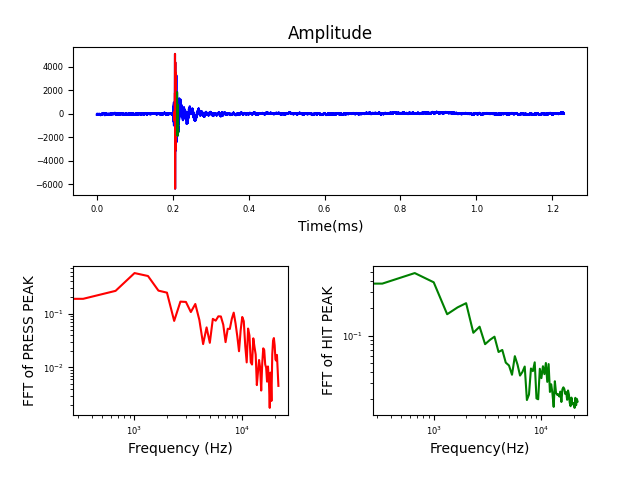 Amplitude
4000
2000
0
−2000
−4000
−6000
0.0 0.2 0.4 0.6 0.8 1.0 1.2
Time(ms)
FFT of PRESS PEAK
10⁻¹
10⁻²
10³ 10⁴
Frequency (Hz)
FFT of HIT PEAK
10⁻¹
10³ 10⁴
Frequency(Hz)